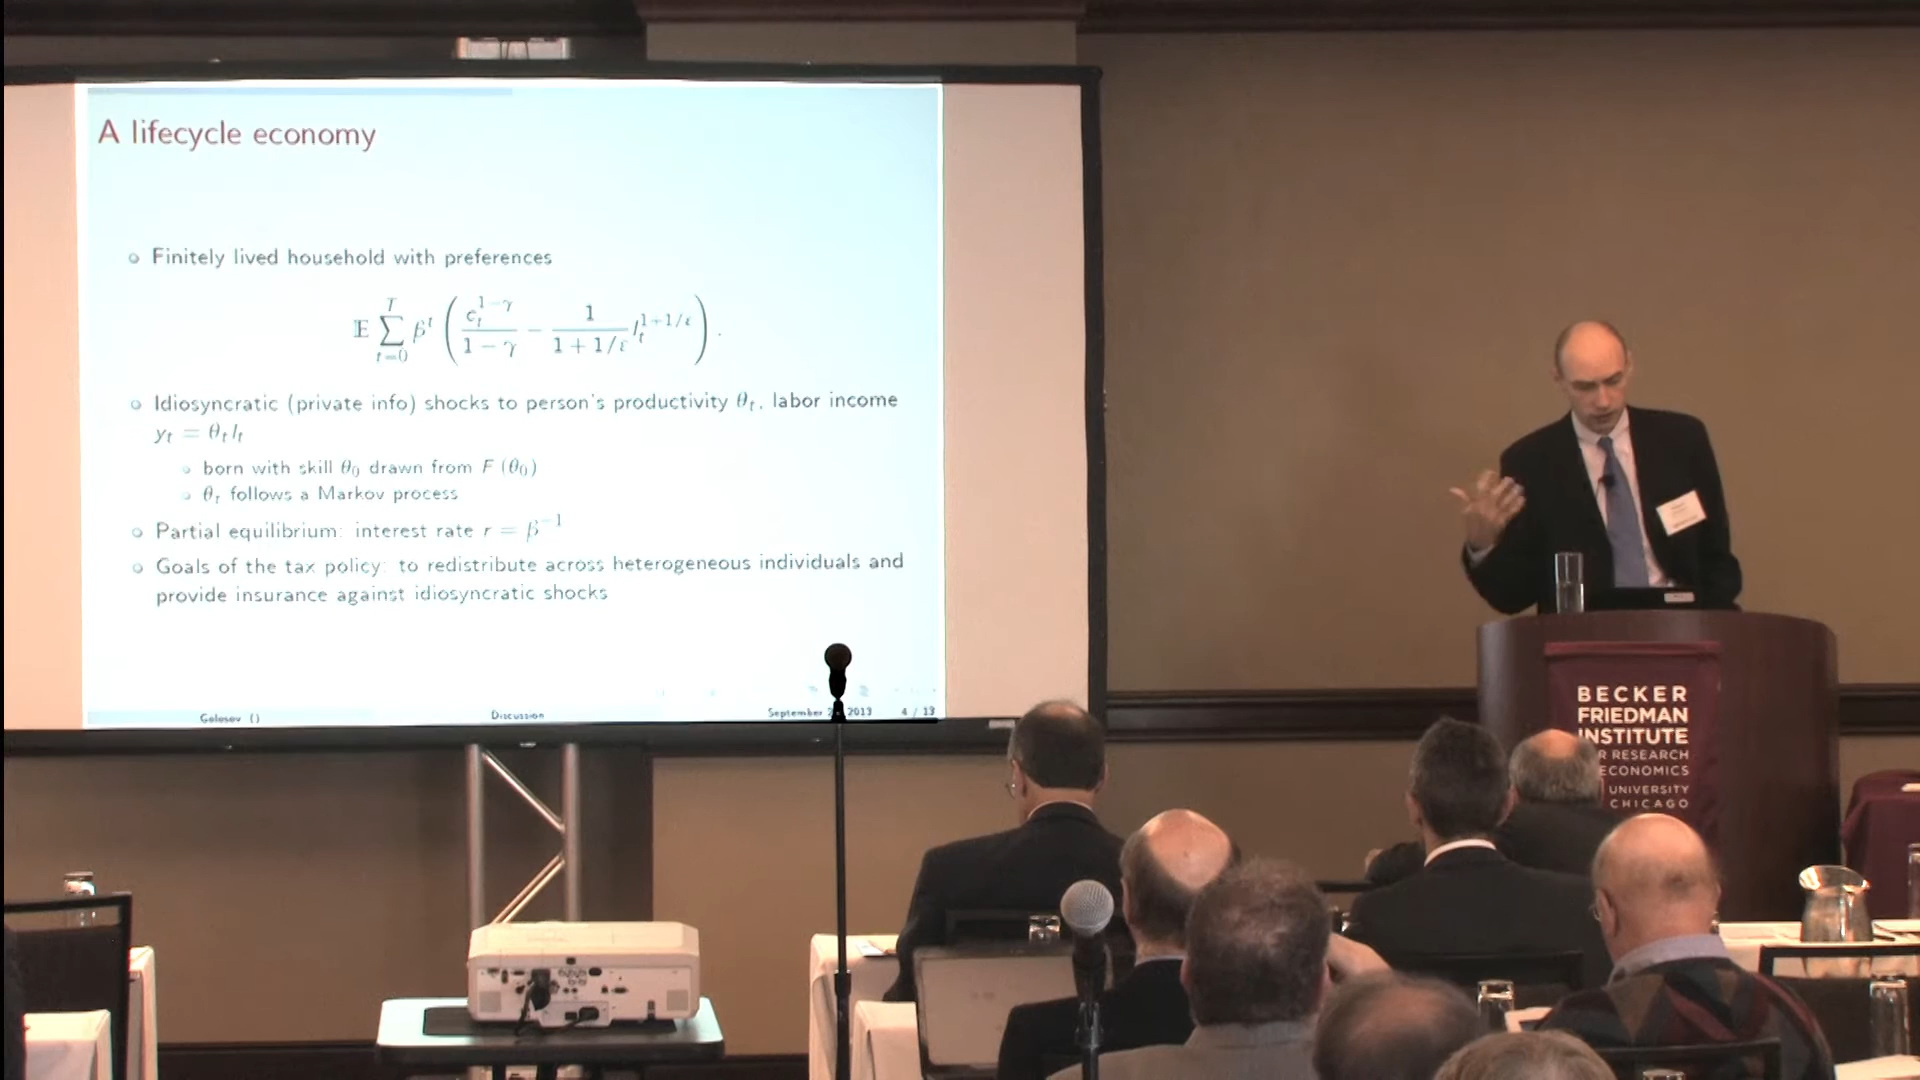 A lifecycle economy
Finitely lived household with preferences
𝔼 ∑_{t=0}^{T} β^t ( c_t^{1−γ} / (1 − γ) − 1 / (1 + 1/ε) l_t^{1+1/ε} ) .
Idiosyncratic (private info) shocks to person's productivity θ_t, labor income
y_t = θ_t l_t
born with skill θ_0 drawn from F (θ_0)
θ_t follows a Markov process
Partial equilibrium: interest rate r = β^{−1}
Goals of the tax policy: to redistribute across heterogeneous individuals and
provide insurance against idiosyncratic shocks
Golosov ()
Discussion
September 2013
4 / 13
BECKER
FRIEDMAN
INSTITUTE
R RESEARCH
ECONOMICS
UNIVERSITY
CHICAGO